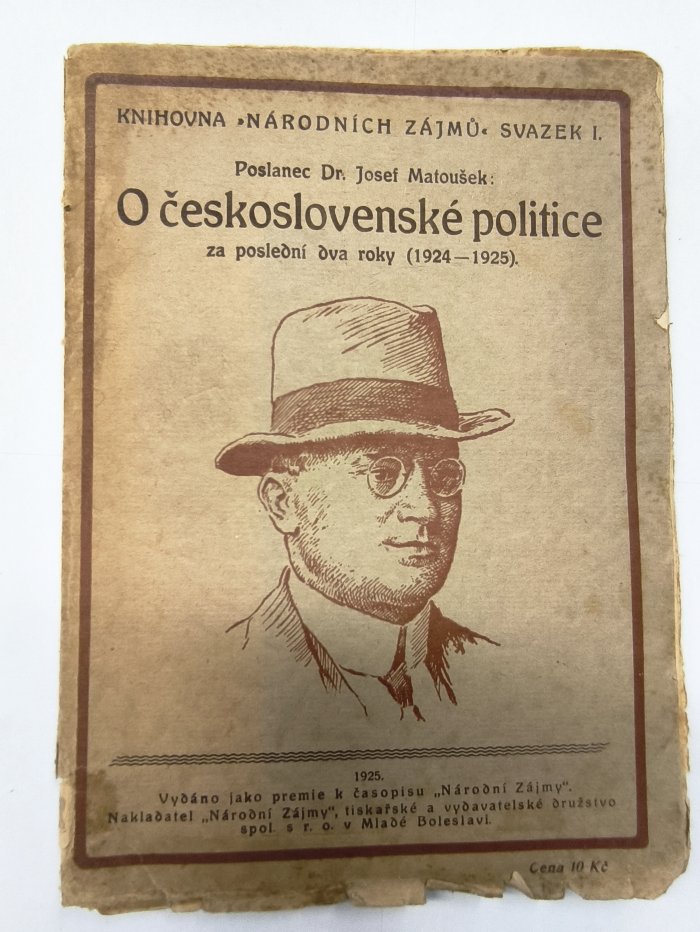 KNIHOVNA »NÁRODNÍCH ZÁJMŮ« SVAZEK I.
Poslanec Dr. Josef Matoušek:
O československé politice
za poslední dva roky (1924—1925).
1925.
Vydáno jako premie k časopisu „Národní Zájmy“.
Nakladatel „Národní Zájmy“, tiskařské a vydavatelské družstvo
spol. s r. o. v Mladé Boleslavi.
Cena 10 Kč